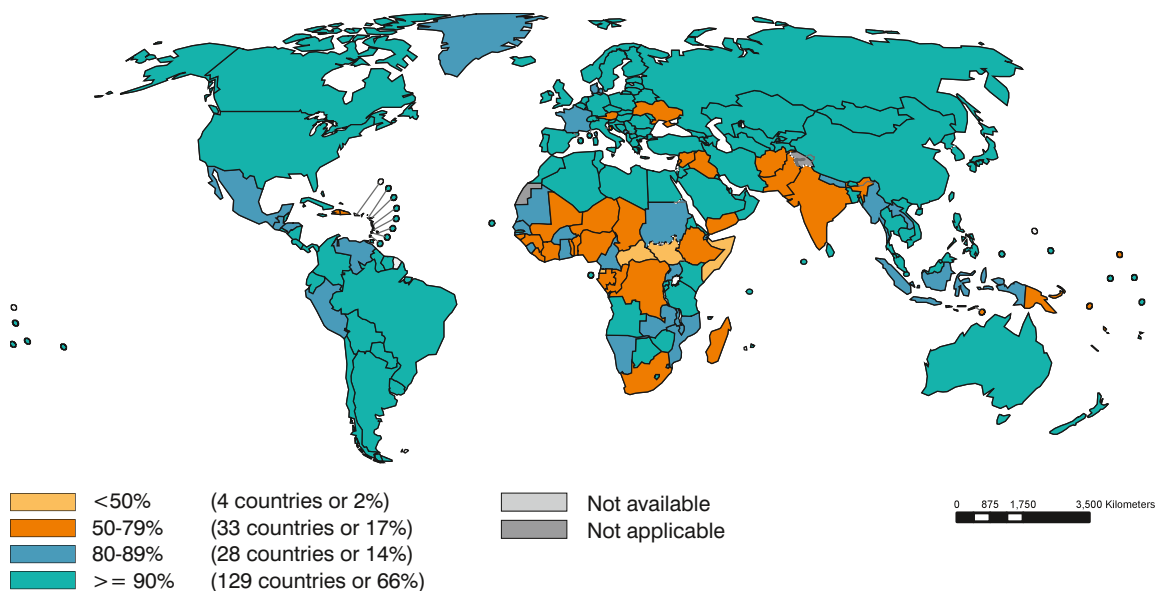 <50% (4 countries or 2%)
50-79% (33 countries or 17%)
80-89% (28 countries or 14%)
>= 90% (129 countries or 66%)
Not available
Not applicable
0 875 1,750 3,500 Kilometers